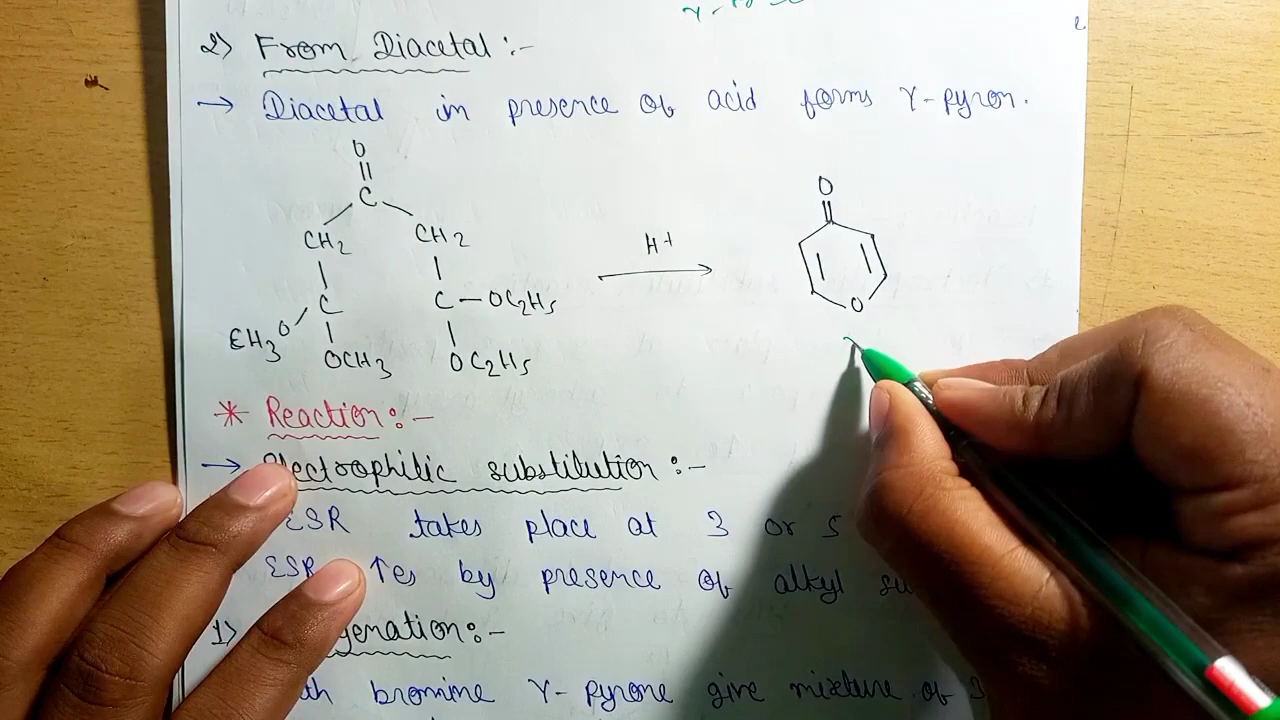 2) From Diacetal :-
→ Diacetal in presence of acid forms γ-pyron.
O
C
CH2 CH2
H+
O
C C-OC2H5
CH3O
OCH3 OC2H5
O
* Reaction :-
→ Electrophilic substitution :-
ESR takes place at 3 or 5
ESR ↑es by presence of alkyl
1)
bromine γ-pyrone give mixture of 3